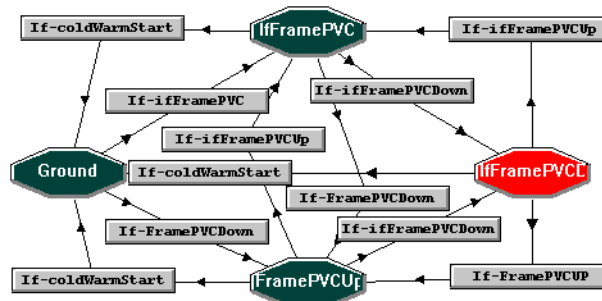 If-coldWarmStart
IfFramePVC
If-ifFramePVCUp
If-ifFramePVC
If-ifFramePVCDown
If-ifFramePVCUp
Ground
If-coldWarmStart
IfFramePVCD
If-FramePVCDown
If-FramePVCDown
If-ifFramePVCDown
If-coldWarmStart
FramePVCUp
If-FramePVCUP